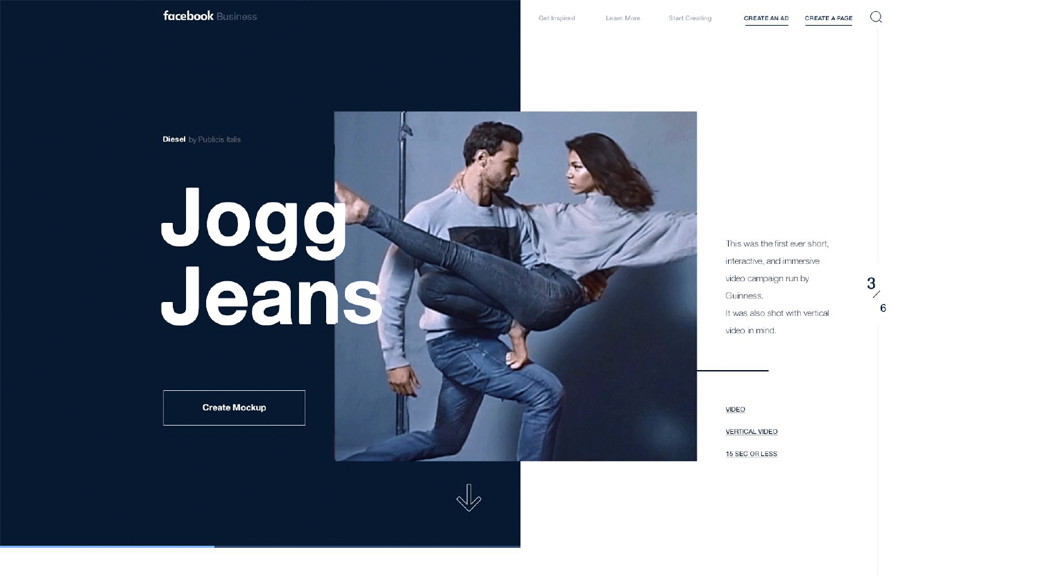 facebook Business
Get Inspired
Learn More
Start Creating
CREATE AN AD
CREATE A PAGE
Diesel by Publicis Italis
Jogg
Jeans
Create Mockup
This was the first ever short,
interactive, and immersive
video campaign run by
Guinness.
It was also shot with vertical
video in mind.
3
/
6
VIDEO
VERTICAL VIDEO
15 SEC OR LESS